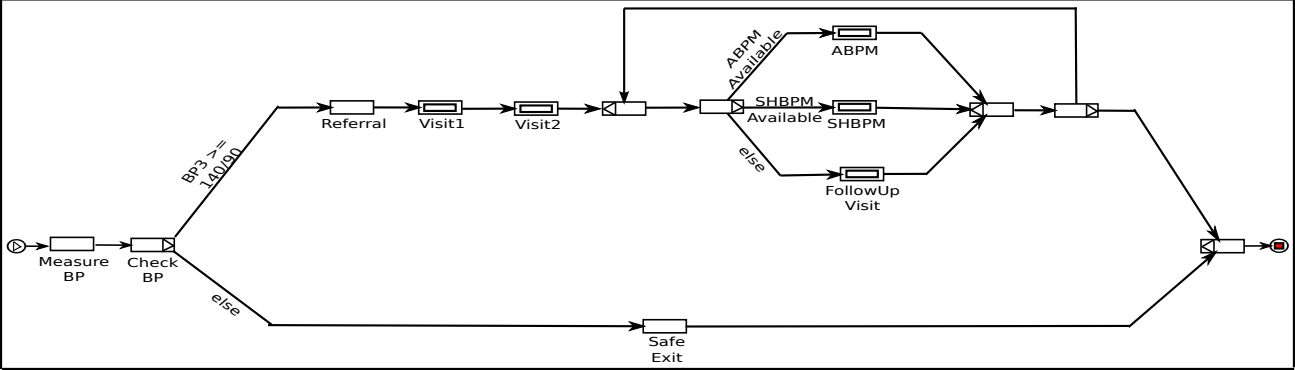 ABPM
Available
ABPM
SHBPM
Available
SHBPM
else
FollowUp
Visit
Referral
Visit1
Visit2
BP3 >=
140/90
Measure
BP
Check
BP
else
Safe
Exit